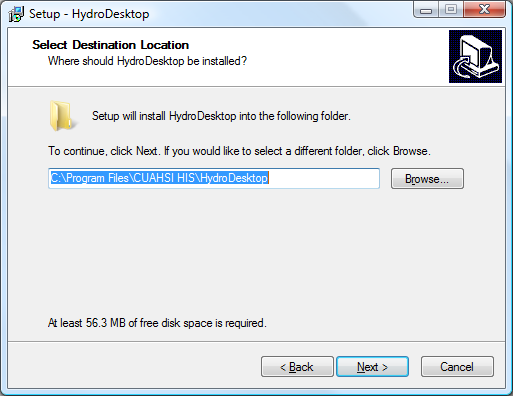 Setup - HydroDesktop
Select Destination Location
Where should HydroDesktop be installed?
Setup will install HydroDesktop into the following folder.
To continue, click Next. If you would like to select a different folder, click Browse.
C:\Program Files\CUAHSI HIS\HydroDesktop
Browse...
At least 56.3 MB of free disk space is required.
< Back
Next >
Cancel